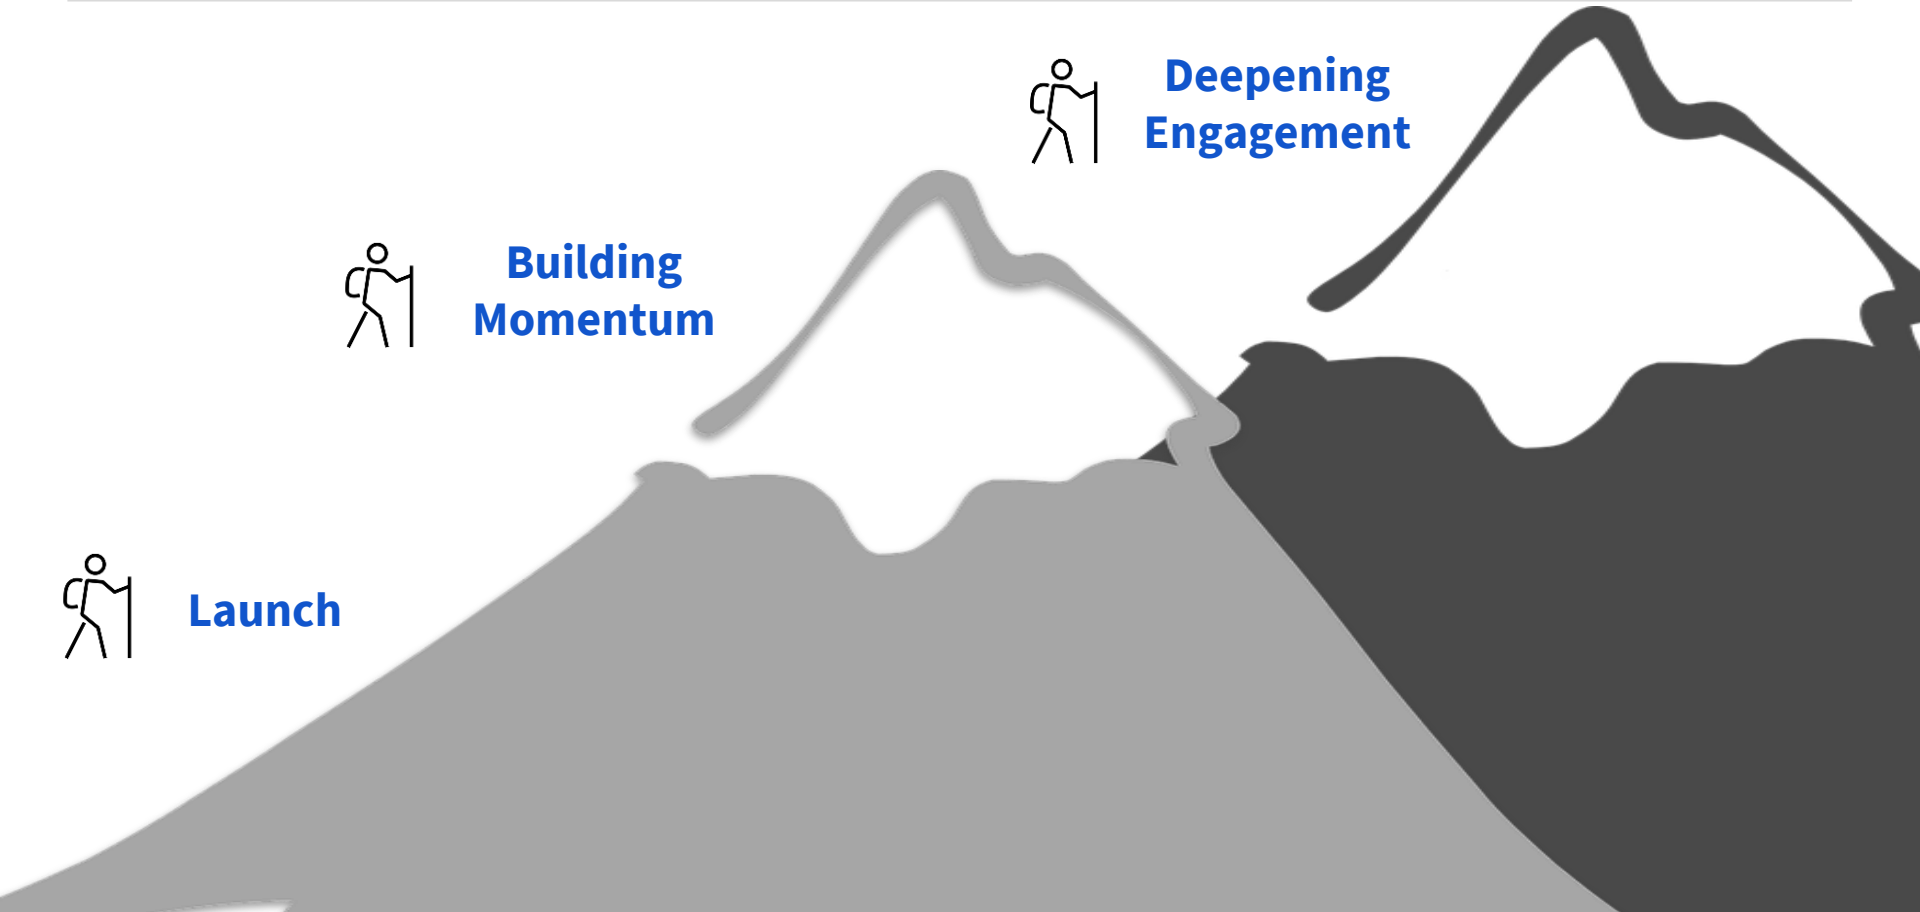 Deepening
Engagement
Building
Momentum
Launch